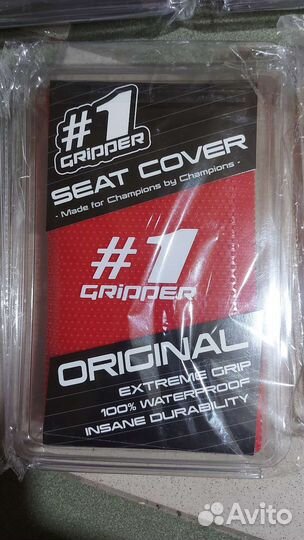 #1
GRIPPER
SEAT COVER
- Made for Champions by Champions -
#1
GRIPPER
ORIGINAL
EXTREME GRIP
100% WATERPROOF
INSANE DURABILITY
Avito